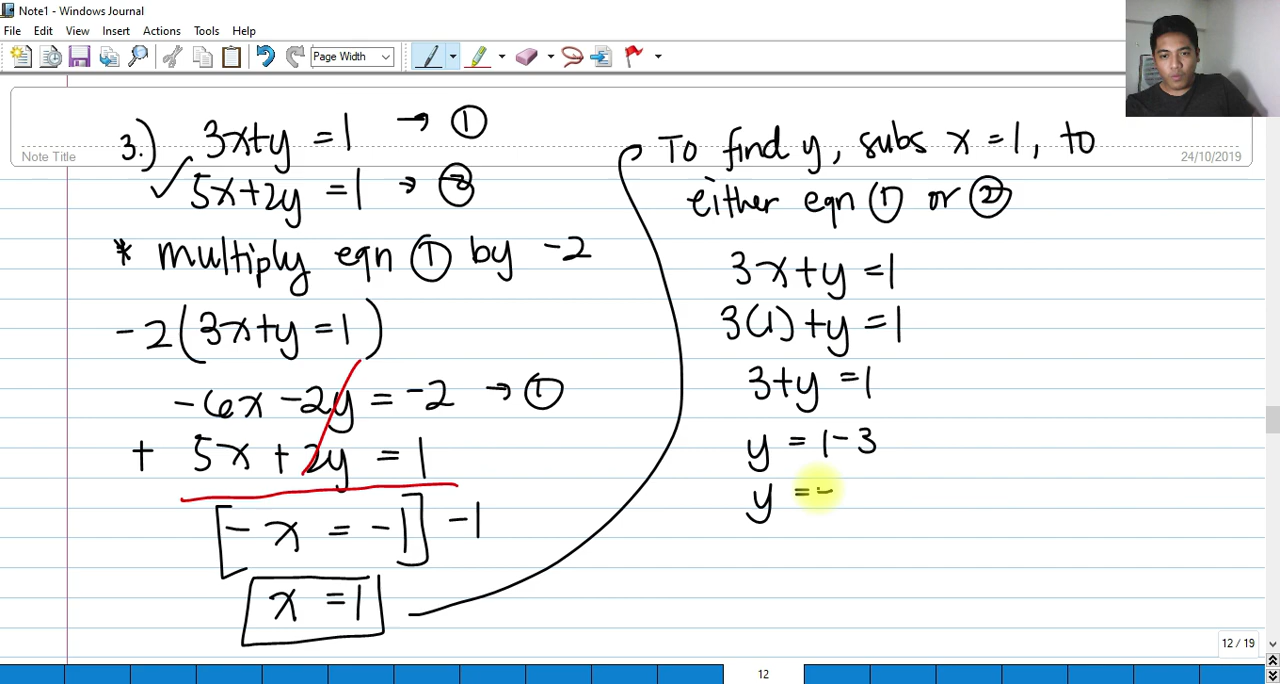 Note1 - Windows Journal
File Edit View Insert Actions Tools Help
Page Width
Note Title
24/10/2019
3.) 3x+y = 1 → ①
✓ 5x+2y = 1 → ②
* multiply eqn ① by -2
-2(3x+y = 1)
-6x - 2y = -2 → ①
+ 5x + 2y = 1
[-x = -1] -1
x = 1
To find y, subs x = 1, to
either eqn ① or ②
3x+y = 1
3(1) +y = 1
3+y = 1
y = 1-3
y = -
12 / 19
12